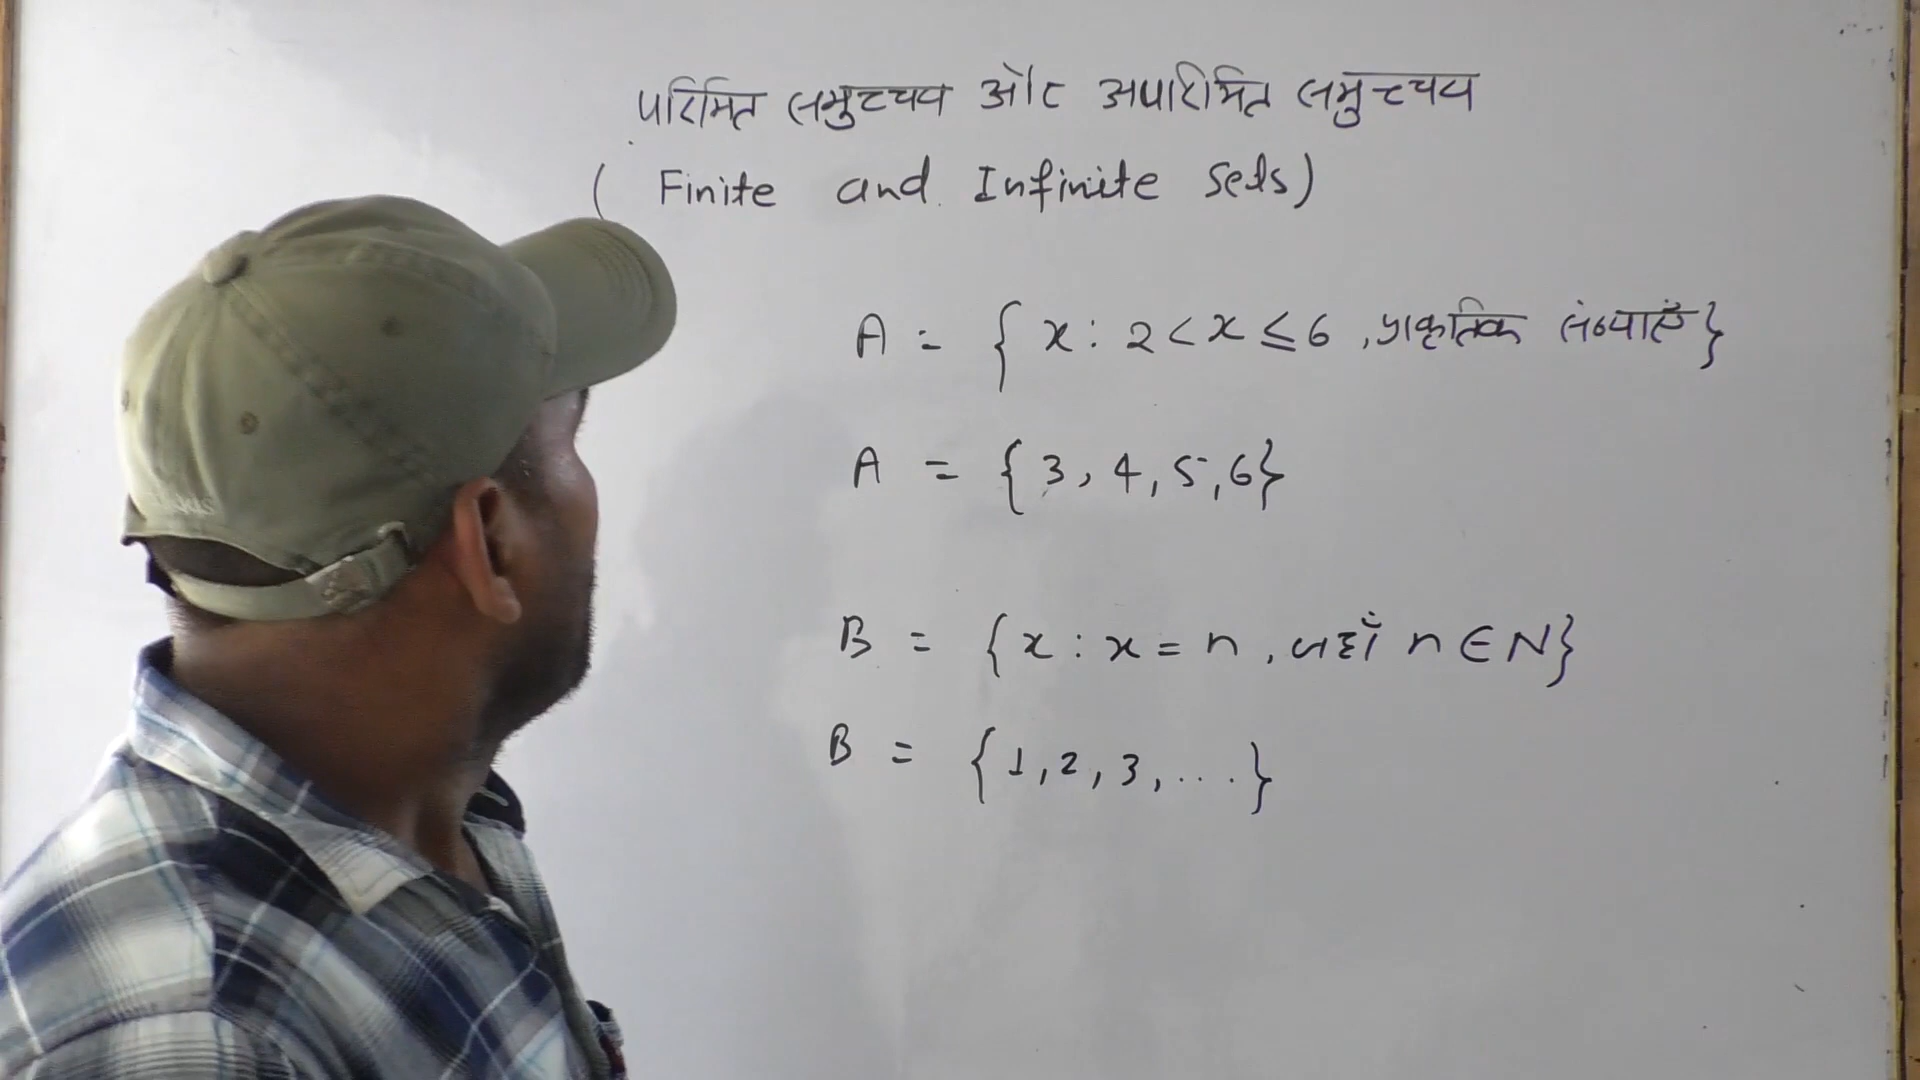 परिमित समुच्चय और अपरिमित समुच्चय
( Finite and Infinite Sets)
A = { x : 2 < x ≤ 6 , प्राकृतिक संख्याएँ }
A = { 3, 4, 5, 6}
B = { x : x = n , जहाँ n ∈ N}
B = { 1, 2, 3, .... }